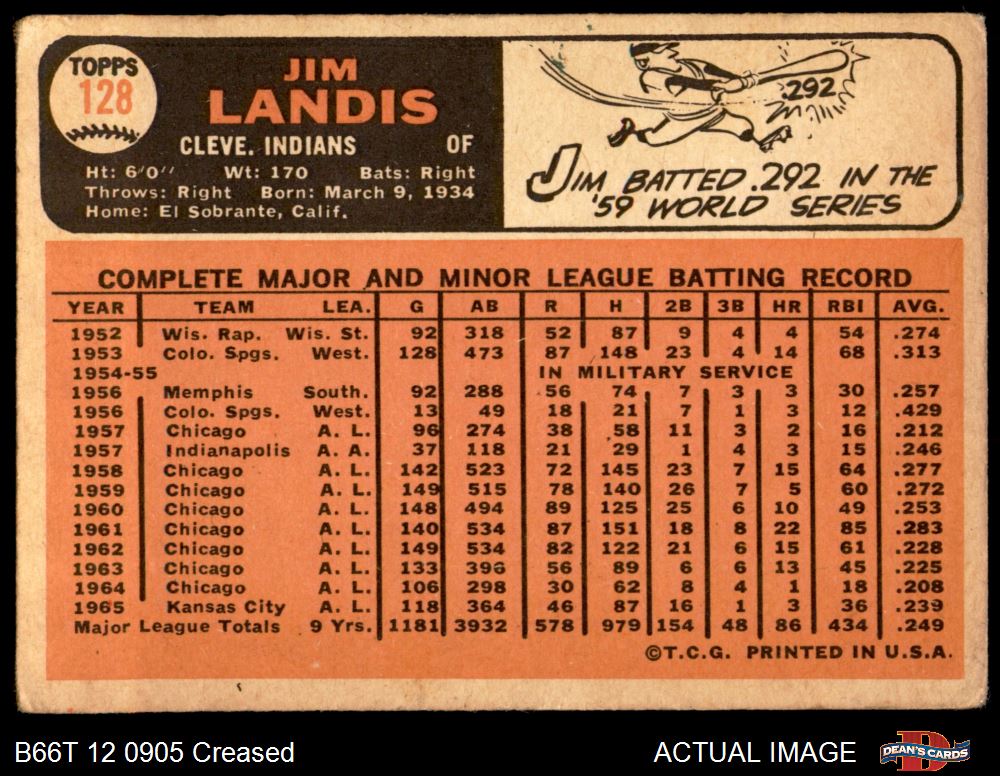 TOPPS
128
JIM
LANDIS
CLEVE. INDIANS OF
Ht: 6'0'' Wt: 170 Bats: Right
Throws: Right Born: March 9, 1934
Home: El Sobrante, Calif.
.292
JIM BATTED .292 IN THE
'59 WORLD SERIES
COMPLETE MAJOR AND MINOR LEAGUE BATTING RECORD
YEAR TEAM LEA. G AB R H 2B 3B HR RBI AVG.
1952 Wis. Rap. Wis. St. 92 318 52 87 9 4 4 54 .274
1953 Colo. Spgs. West. 128 473 87 148 23 4 14 68 .313
1954-55 IN MILITARY SERVICE
1956 Memphis South. 92 288 56 74 7 3 3 30 .257
1956 Colo. Spgs. West. 13 49 18 21 7 1 3 12 .429
1957 Chicago A. L. 96 274 38 58 11 3 2 16 .212
1957 Indianapolis A. A. 37 118 21 29 1 4 3 15 .246
1958 Chicago A. L. 142 523 72 145 23 7 15 64 .277
1959 Chicago A. L. 149 515 78 140 26 7 5 60 .272
1960 Chicago A. L. 148 494 89 125 25 6 10 49 .253
1961 Chicago A. L. 140 534 87 151 18 8 22 85 .283
1962 Chicago A. L. 149 534 82 122 21 6 15 61 .228
1963 Chicago A. L. 133 396 56 89 6 6 13 45 .225
1964 Chicago A. L. 106 298 30 62 8 4 1 18 .208
1965 Kansas City A. L. 118 364 46 87 16 1 3 36 .239
Major League Totals 9 Yrs. 1181 3932 578 979 154 48 86 434 .249
©T.C.G. PRINTED IN U.S.A.
B66T 12 0905 Creased
ACTUAL IMAGE
DEAN'S CARDS